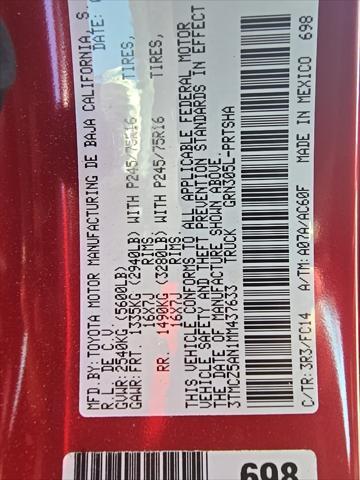 MFD.BY:TOYOTA MOTOR MANUFACTURING DE BAJA CALIFORNIA, S.
R.L. DE C.V. DATE:
GVWR:2540KG (5600LB)
GAWR:FRT. 1335KG (2940LB) WITH P245/75R16 TIRES,
16X7J RIMS
RR. 1490KG (3280LB) WITH P245/75R16 TIRES,
16X7J RIMS
THIS VEHICLE CONFORMS TO ALL APPLICABLE FEDERAL MOTOR
VEHICLE SAFETY AND THEFT PREVENTION STANDARDS IN EFFECT
ON THE DATE OF MANUFACTURE SHOWN ABOVE.
3TMCZ5AN1MM437633 TRUCK GRN305L-PRTSHA
C/TR:3R3/FC14 A/TM:A07A/AC60F MADE IN MEXICO 698
698